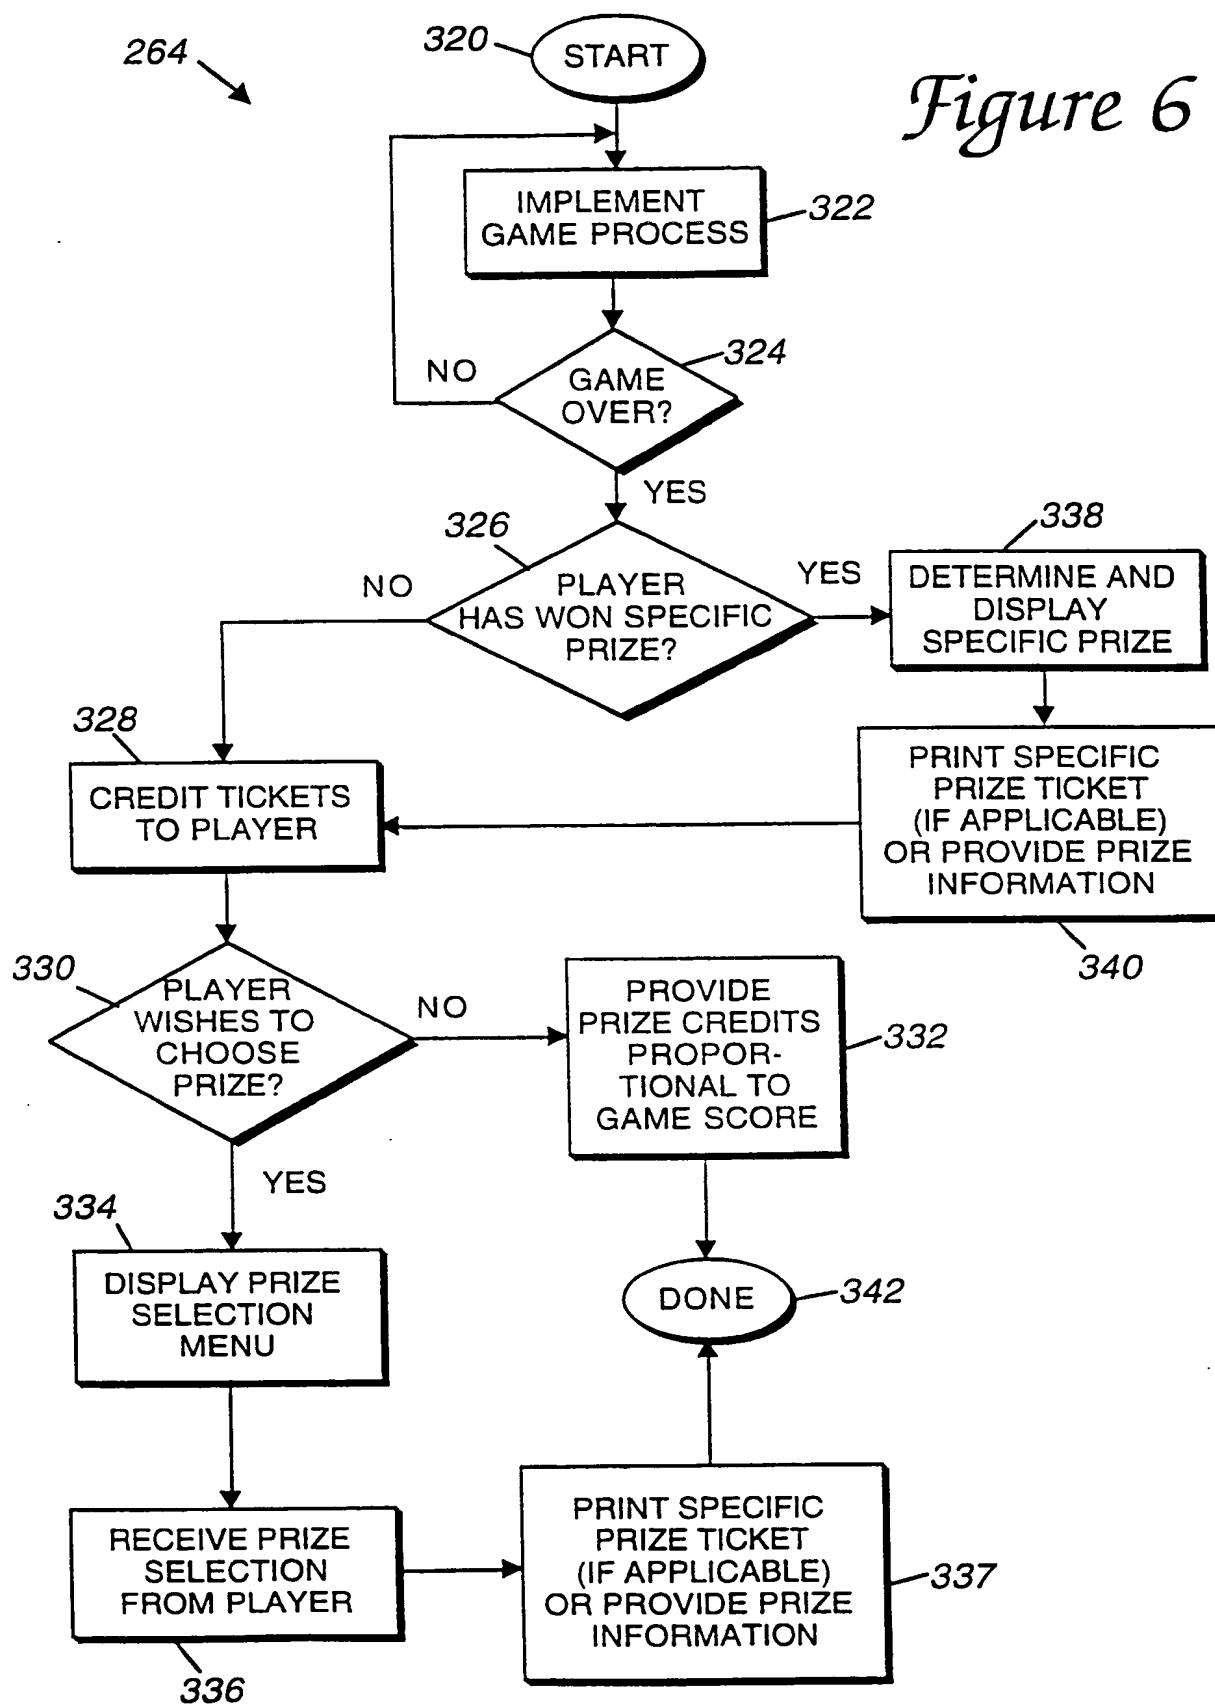 264
320
START
Figure 6
IMPLEMENT
GAME PROCESS
322
324
NO
GAME
OVER?
YES
326
338
NO
PLAYER
HAS WON SPECIFIC
PRIZE?
YES
DETERMINE AND
DISPLAY
SPECIFIC PRIZE
328
CREDIT TICKETS
TO PLAYER
PRINT SPECIFIC
PRIZE TICKET
(IF APPLICABLE)
OR PROVIDE PRIZE
INFORMATION
340
330
PLAYER
WISHES TO
CHOOSE
PRIZE?
NO
PROVIDE
PRIZE CREDITS
PROPOR-
TIONAL TO
GAME SCORE
332
YES
334
DISPLAY PRIZE
SELECTION
MENU
DONE
342
RECEIVE PRIZE
SELECTION
FROM PLAYER
336
PRINT SPECIFIC
PRIZE TICKET
(IF APPLICABLE)
OR PROVIDE PRIZE
INFORMATION
337